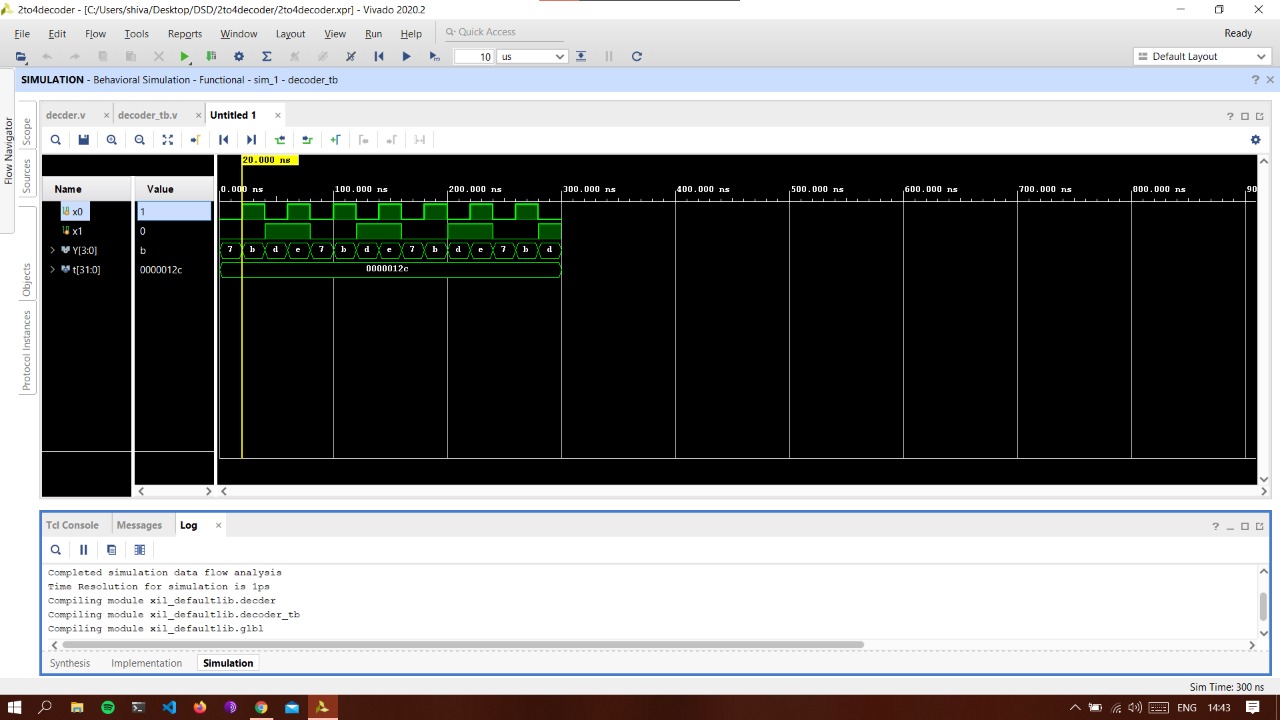 2to4decoder - [C:/Users/shiva/Desktop/DSD/2to4decoder/2to4decoder.xpr] - Vivado 2020.2
File Edit Flow Tools Reports Window Layout View Run Help Quick Access Ready
10 us Default Layout
SIMULATION - Behavioral Simulation - Functional - sim_1 - decoder_tb
Flow Navigator
Scope
Sources
Objects
Protocol Instances
decder.v decoder_tb.v Untitled 1
20.000 ns
Name Value 0.000 ns 100.000 ns 200.000 ns 300.000 ns 400.000 ns 500.000 ns 600.000 ns 700.000 ns 800.000 ns 90
x0 1
x1 0
Y[3:0] b 7 b d e 7 b d e 7 b d e 7 b d
t[31:0] 0000012c 0000012c
Tcl Console Messages Log
Completed simulation data flow analysis
Time Resolution for simulation is 1ps
Compiling module xil_defaultlib.decder
Compiling module xil_defaultlib.decoder_tb
Compiling module xil_defaultlib.glbl
Synthesis Implementation Simulation
Sim Time: 300 ns
ENG 14:43